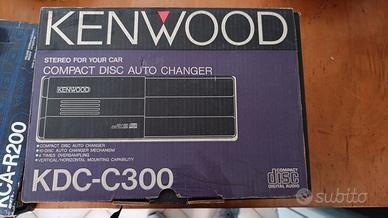 KENWOOD
STEREO FOR YOUR CAR
COMPACT DISC AUTO CHANGER
KENWOOD
• COMPACT DISC AUTO CHANGER
• 10-DISC AUTO CHANGER MECHANISM
• 4 TIMES OVERSAMPLING
• VERTICAL/HORIZONTAL MOUNTING CAPABILITY
KDC-C300
COMPACT
disc
DIGITAL AUDIO
ACA-R200
subito